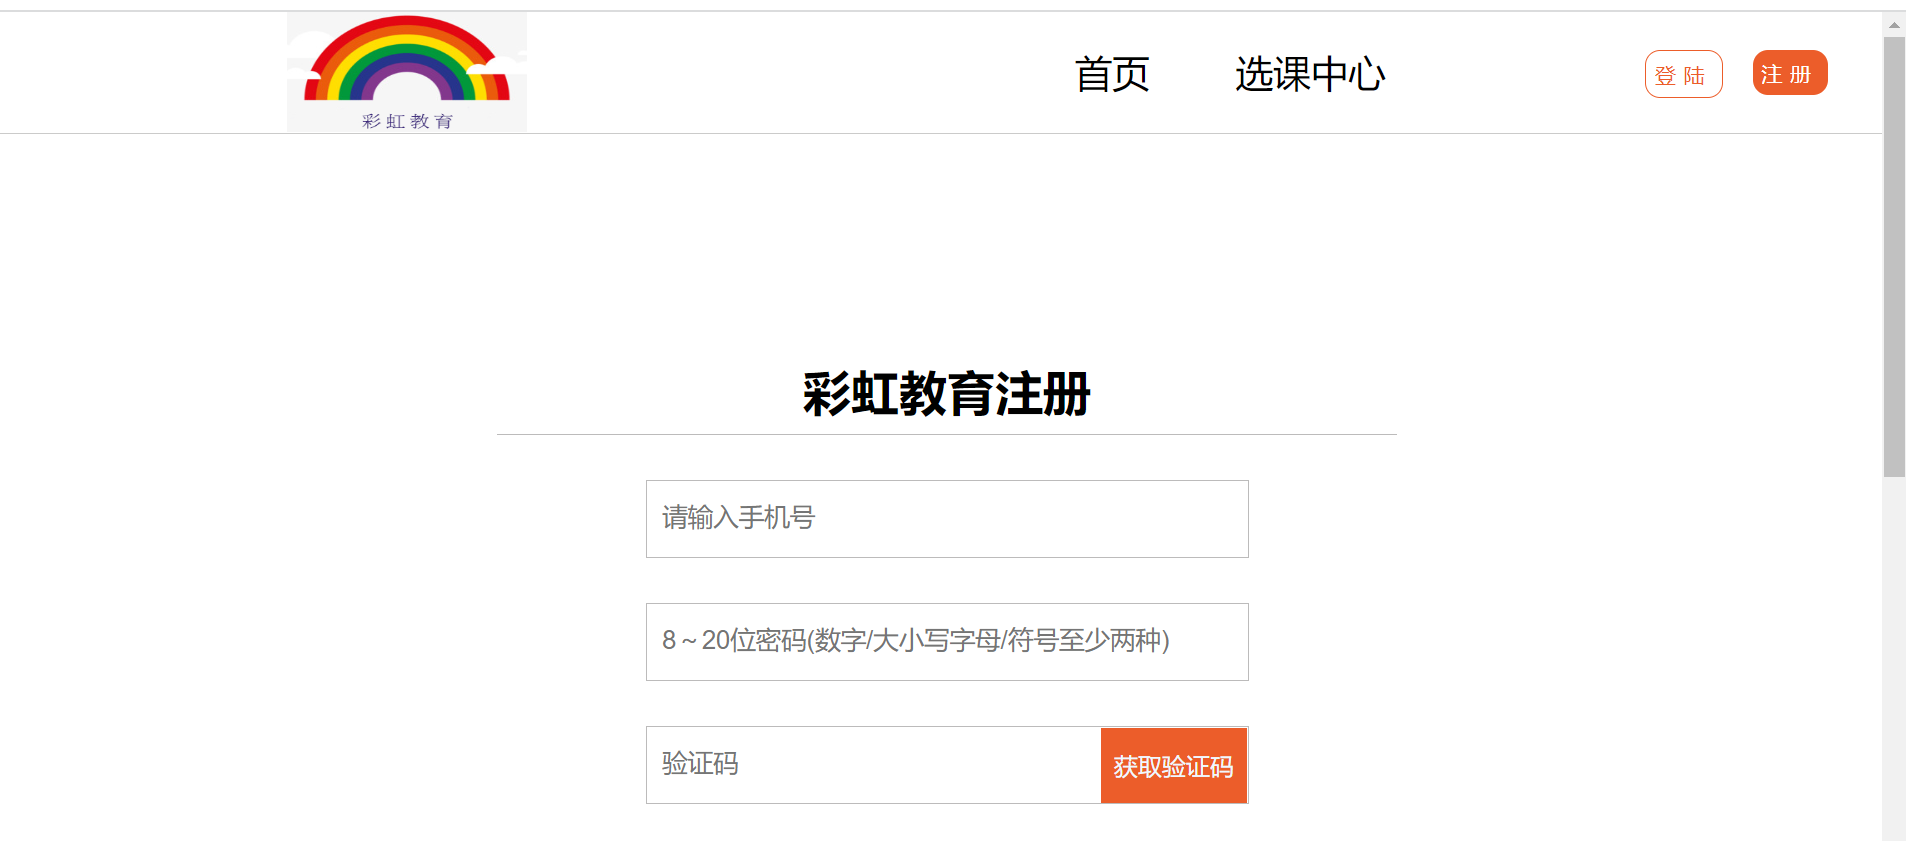 彩虹教育
首页 选课中心
登陆 注册
彩虹教育注册
请输入手机号
8～20位密码(数字/大小写字母/符号至少两种)
验证码 获取验证码